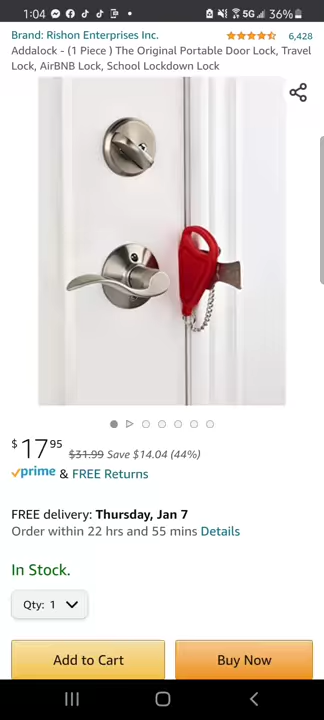 1:04
5G 36%
Brand: Rishon Enterprises Inc.
6,428
Addalock - (1 Piece ) The Original Portable Door Lock, Travel
Lock, AirBNB Lock, School Lockdown Lock
$17.95 $31.99 Save $14.04 (44%)
prime & FREE Returns
FREE delivery: Thursday, Jan 7
Order within 22 hrs and 55 mins Details
In Stock.
Qty: 1
Add to Cart
Buy Now